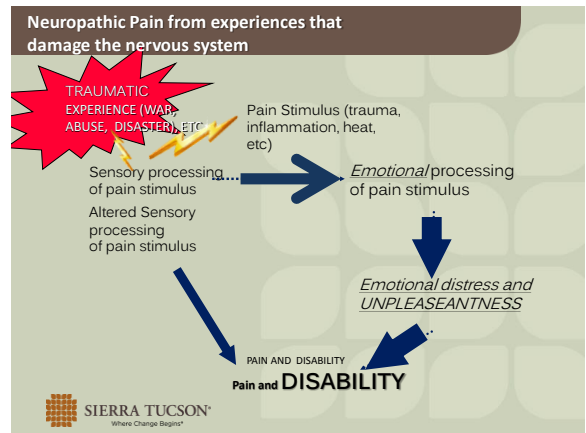 Neuropathic Pain from experiences that
damage the nervous system
TRAUMATIC
EXPERIENCE (WAR,
ABUSE, DISASTER), ETC
Pain Stimulus (trauma,
inflammation, heat,
etc)
Sensory processing
of pain stimulus
Emotional processing
of pain stimulus
Altered Sensory
processing
of pain stimulus
Emotional distress and
UNPLEASEANTNESS
PAIN AND DISABILITY
Pain and DISABILITY
SIERRA TUCSON®
Where Change Begins®